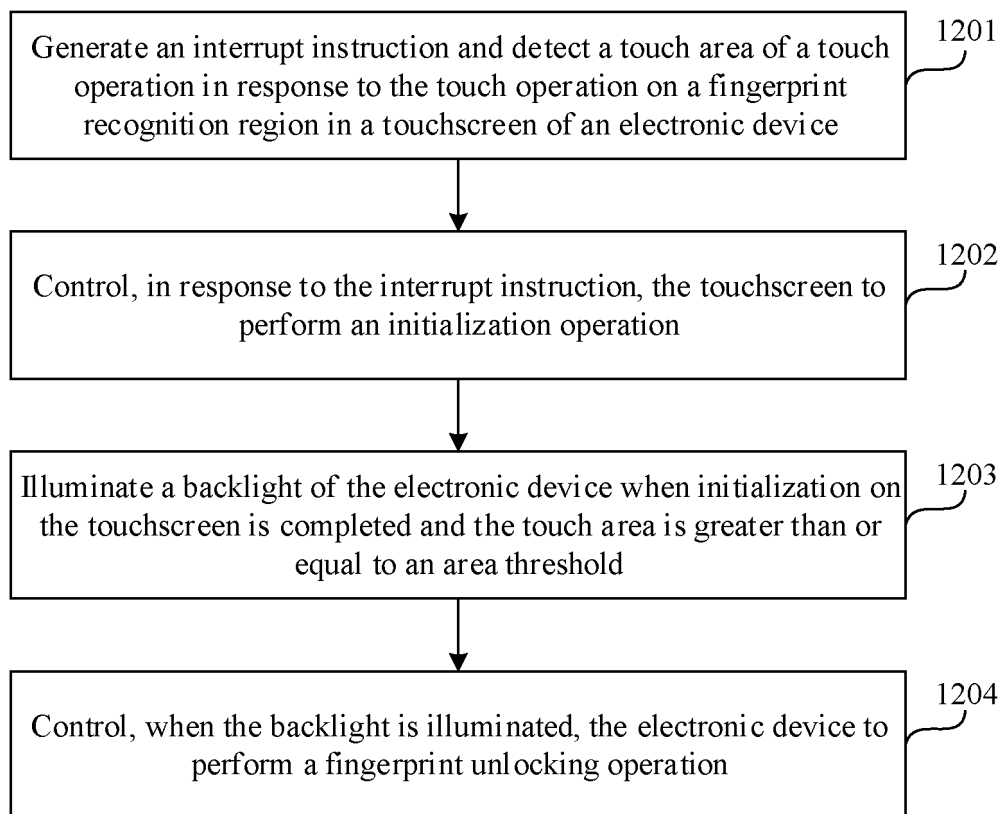 1201
Generate an interrupt instruction and detect a touch area of a touch
operation in response to the touch operation on a fingerprint
recognition region in a touchscreen of an electronic device
1202
Control, in response to the interrupt instruction, the touchscreen to
perform an initialization operation
1203
Illuminate a backlight of the electronic device when initialization on
the touchscreen is completed and the touch area is greater than or
equal to an area threshold
1204
Control, when the backlight is illuminated, the electronic device to
perform a fingerprint unlocking operation